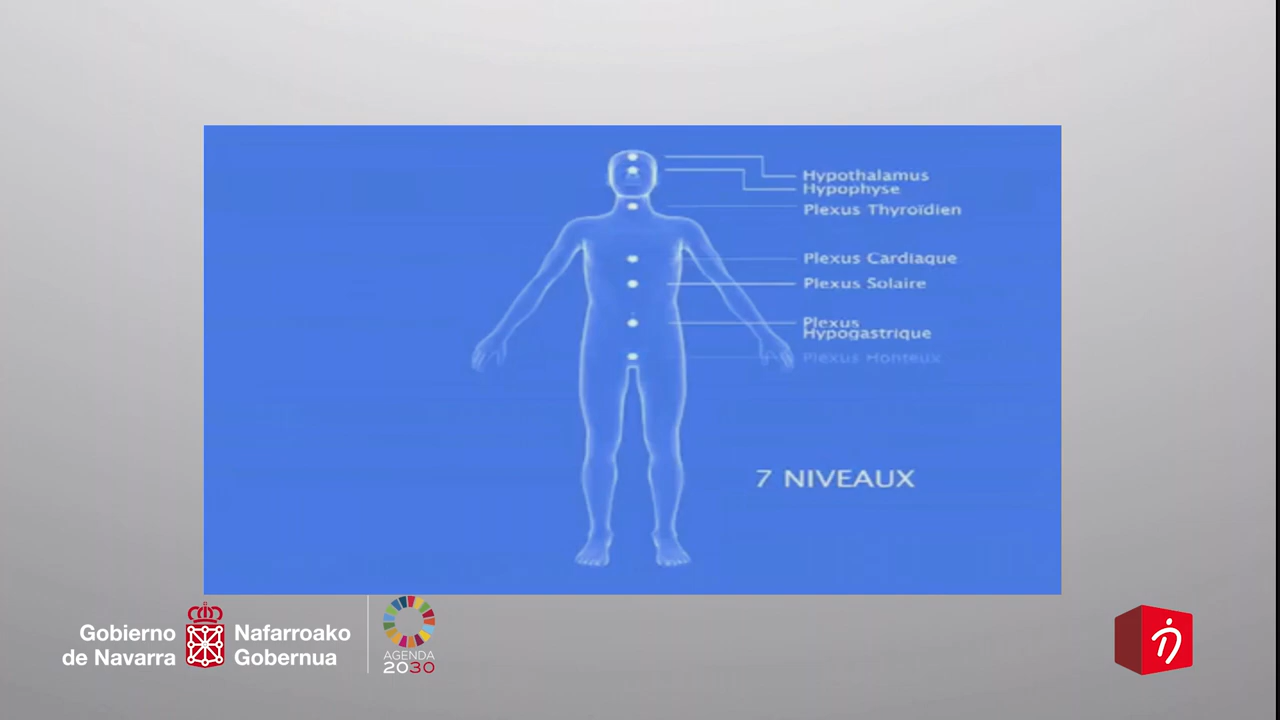 Hypothalamus
Hypophyse
Plexus Thyroïdien
Plexus Cardiaque
Plexus Solaire
Plexus
Hypogastrique
Plexus Honteux
7 NIVEAUX
Gobierno
de Navarra
Nafarroako
Gobernua
AGENDA
2030